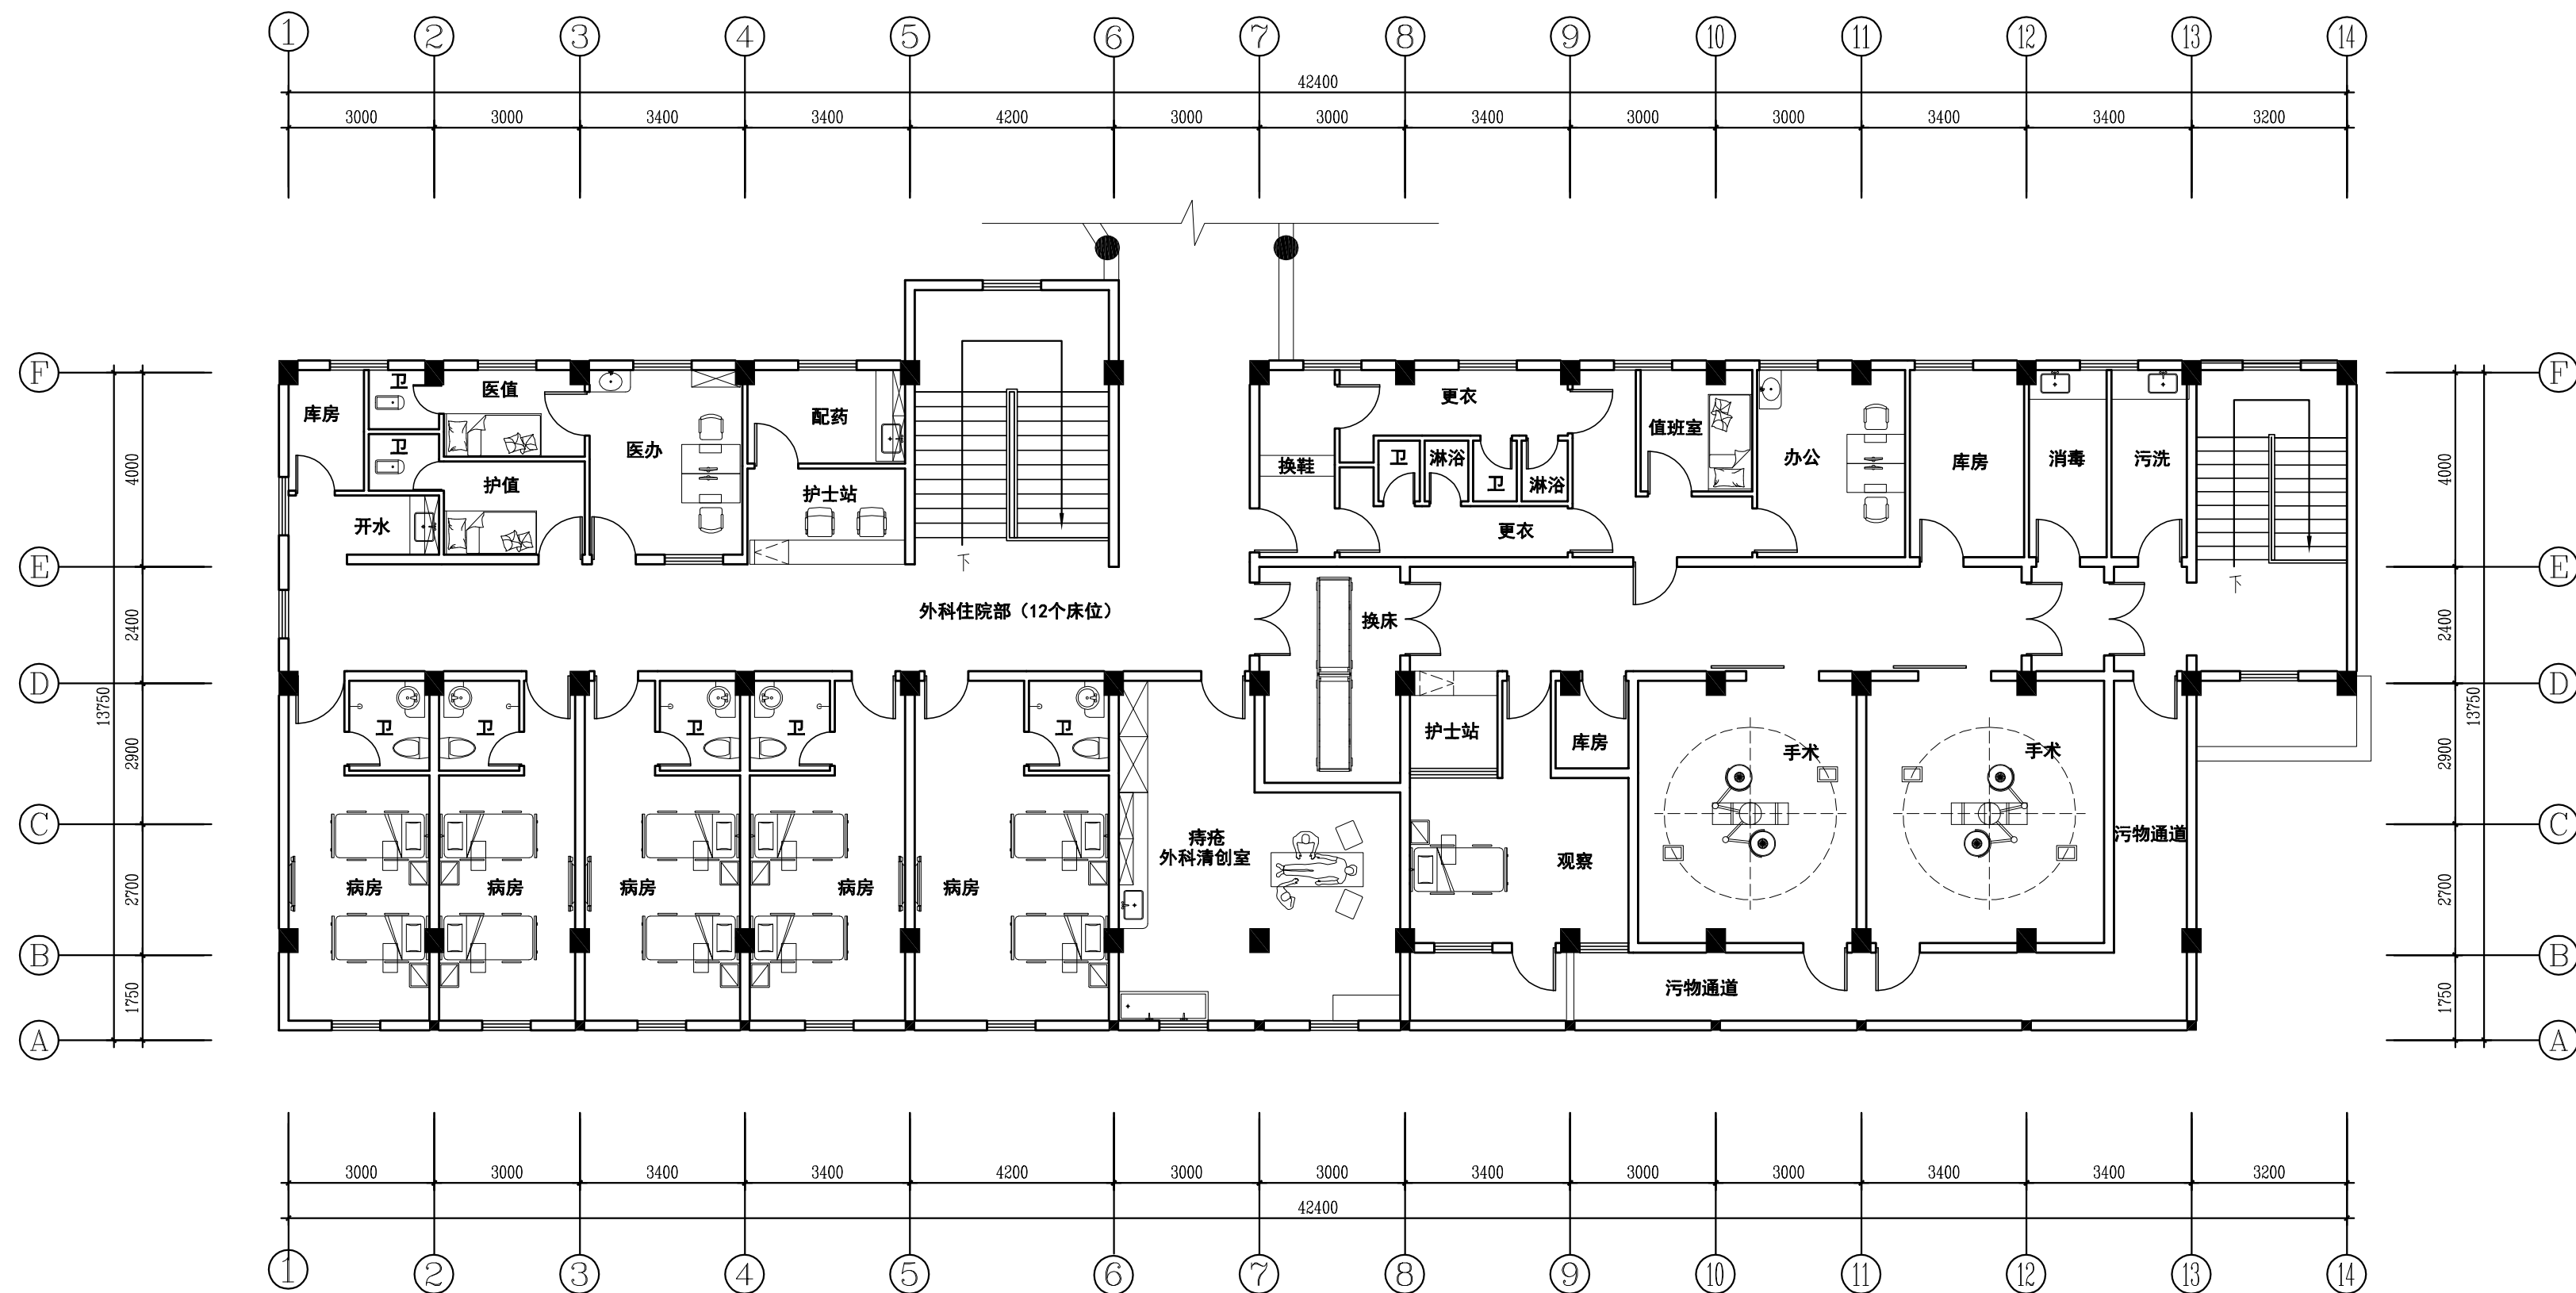 1 2 3 4 5 6 7 8 9 10 11 12 13 14
42400
3000 3000 3400 3400 4200 3000 3000 3400 3000 3000 3400 3400 3200
F F
卫 医值 更衣
库房 配药 值班室
卫 医办 卫 淋浴 办公 库房 消毒 污洗
4000 护值 护士站 换鞋 卫 淋浴 4000
开水 更衣
E 下 下 E
2400 外科住院部（12个床位） 换床 2400
D D
13750 13750
卫 卫 卫 卫 卫 护士站 库房 手术 手术
2900 2900
C 痔疮 污物通道 C
外科清创室 观察
2700 病房 病房 病房 病房 病房 2700
B B
1750 污物通道 1750
A A
3000 3000 3400 3400 4200 3000 3000 3400 3000 3000 3400 3400 3200
42400
1 2 3 4 5 6 7 8 9 10 11 12 13 14